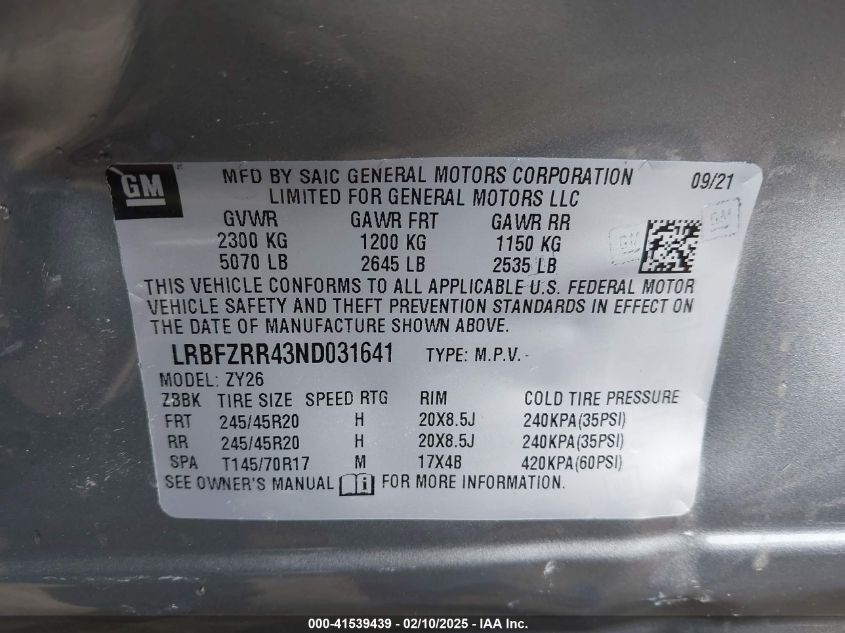 GM
MFD BY SAIC GENERAL MOTORS CORPORATION 09/21
LIMITED FOR GENERAL MOTORS LLC
GVWR GAWR FRT GAWR RR
2300 KG 1200 KG 1150 KG
5070 LB 2645 LB 2535 LB
GM GM
THIS VEHICLE CONFORMS TO ALL APPLICABLE U.S. FEDERAL MOTOR
VEHICLE SAFETY AND THEFT PREVENTION STANDARDS IN EFFECT ON
THE DATE OF MANUFACTURE SHOWN ABOVE.
LRBFZRR43ND031641 TYPE: M.P.V.
MODEL: ZY26
ZBBK TIRE SIZE SPEED RTG RIM COLD TIRE PRESSURE
FRT 245/45R20 H 20X8.5J 240KPA(35PSI)
RR 245/45R20 H 20X8.5J 240KPA(35PSI)
SPA T145/70R17 M 17X4B 420KPA(60PSI)
SEE OWNER'S MANUAL i FOR MORE INFORMATION.
000-41539439 - 02/10/2025 - IAA Inc.